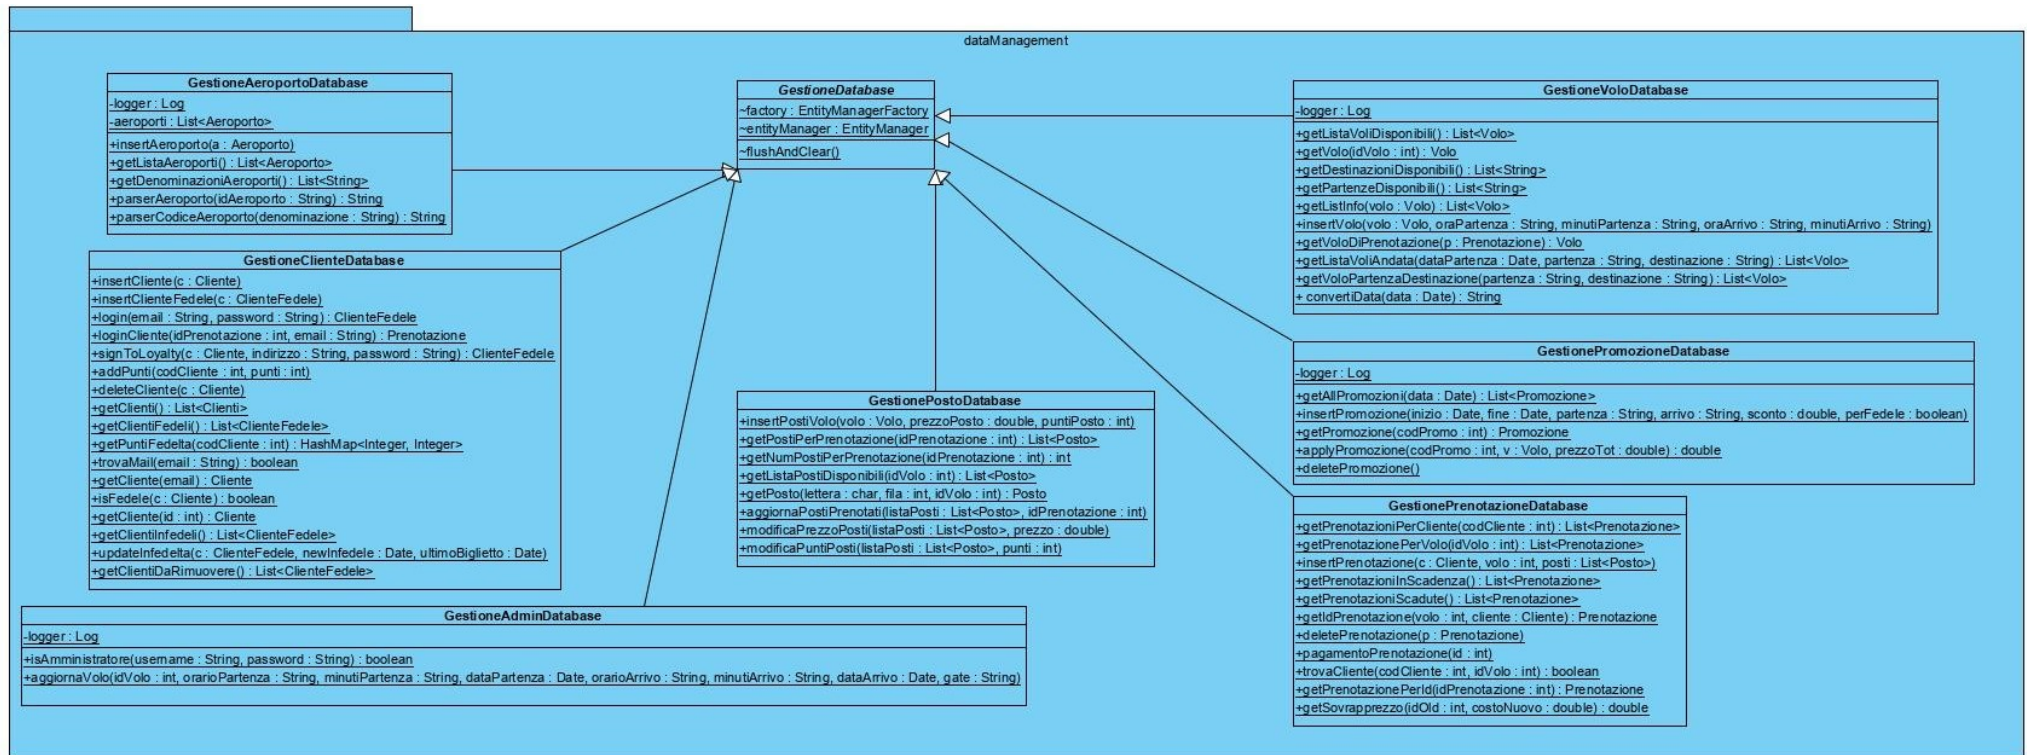 dataManagement
GestioneAeroportoDatabase
-logger : Log
-aeroporti : List<Aeroporto>
+insertAeroporto(a : Aeroporto)
+getListaAeroporti() : List<Aeroporto>
+getDenominazioniAeroporti() : List<String>
+parserAeroporto(idAeroporto : String) : String
+parserCodiceAeroporto(denominazione : String) : String
GestioneClienteDatabase
+insertCliente(c : Cliente)
+insertClienteFedele(c : ClienteFedele)
+login(email : String, password : String) : ClienteFedele
+loginCliente(idPrenotazione : int, email : String) : Prenotazione
+signToLoyalty(c : Cliente, indirizzo : String, password : String) : ClienteFedele
+addPunti(codCliente : int, punti : int)
+deleteCliente(c : Cliente)
+getClienti() : List<Clienti>
+getClientiFedeli() : List<ClienteFedele>
+getPuntiFedelta(codCliente : int) : HashMap<Integer, Integer>
+trovaMail(email : String) : boolean
+getCliente(email) : Cliente
+isFedele(c : Cliente) : boolean
+getCliente(id : int) : Cliente
+getClientiInfedeli() : List<ClienteFedele>
+updateInfedelta(c : ClienteFedele, newInfedele : Date, ultimoBiglietto : Date)
+getClientiDaRimuovere() : List<ClienteFedele>
GestioneAdminDatabase
-logger : Log
+isAmministratore(username : String, password : String) : boolean
+aggiornaVolo(idVolo : int, orarioPartenza : String, minutiPartenza : String, dataPartenza : Date, orarioArrivo : String, minutiArrivo : String, dataArrivo : Date, gate : String)
GestioneDatabase
~factory : EntityManagerFactory
~entityManager : EntityManager
~flushAndClear()
GestionePostoDatabase
+insertPostiVolo(volo : Volo, prezzoPosto : double, puntiPosto : int)
+getPostiPerPrenotazione(idPrenotazione : int) : List<Posto>
+getNumPostiPerPrenotazione(idPrenotazione : int) : int
+getListaPostiDisponibili(idVolo : int) : List<Posto>
+getPosto(lettera : char, fila : int, idVolo : int) : Posto
+aggiornaPostiPrenotati(listaPosti : List<Posto>, idPrenotazione : int)
+modificaPrezzoPosti(listaPosti : List<Posto>, prezzo : double)
+modificaPuntiPosti(listaPosti : List<Posto>, punti : int)
GestioneVoloDatabase
-logger : Log
+getListaVoliDisponibili() : List<Volo>
+getVolo(idVolo : int) : Volo
+getDestinazioniDisponibili() : List<String>
+getPartenzeDisponibili() : List<String>
+getListInfo(volo : Volo) : List<Volo>
+insertVolo(volo : Volo, oraPartenza : String, minutiPartenza : String, oraArrivo : String, minutiArrivo : String)
+getVoloDiPrenotazione(p : Prenotazione) : Volo
+getListaVoliAndata(dataPartenza : Date, partenza : String, destinazione : String) : List<Volo>
+getVoloPartenzaDestinazione(partenza : String, destinazione : String) : List<Volo>
+ convertiData(data : Date) : String
GestionePromozioneDatabase
-logger : Log
+getAllPromozioni(data : Date) : List<Promozione>
+insertPromozione(inizio : Date, fine : Date, partenza : String, arrivo : String, sconto : double, perFedele : boolean)
+getPromozione(codPromo : int) : Promozione
+applyPromozione(codPromo : int, v : Volo, prezzoTot : double) : double
+deletePromozione()
GestionePrenotazioneDatabase
+getPrenotazioniPerCliente(codCliente : int) : List<Prenotazione>
+getPrenotazionePerVolo(idVolo : int) : List<Prenotazione>
+insertPrenotazione(c : Cliente, volo : int, posti : List<Posto>)
+getPrenotazioniInScadenza() : List<Prenotazione>
+getPrenotazioniScadute() : List<Prenotazione>
+getIdPrenotazione(volo : int, cliente : Cliente) : Prenotazione
+deletePrenotazione(p : Prenotazione)
+pagamentoPrenotazione(id : int)
+trovaCliente(codCliente : int, idVolo : int) : boolean
+getPrenotazionePerId(idPrenotazione : int) : Prenotazione
+getSovrapprezzo(idOld : int, costoNuovo : double) : double